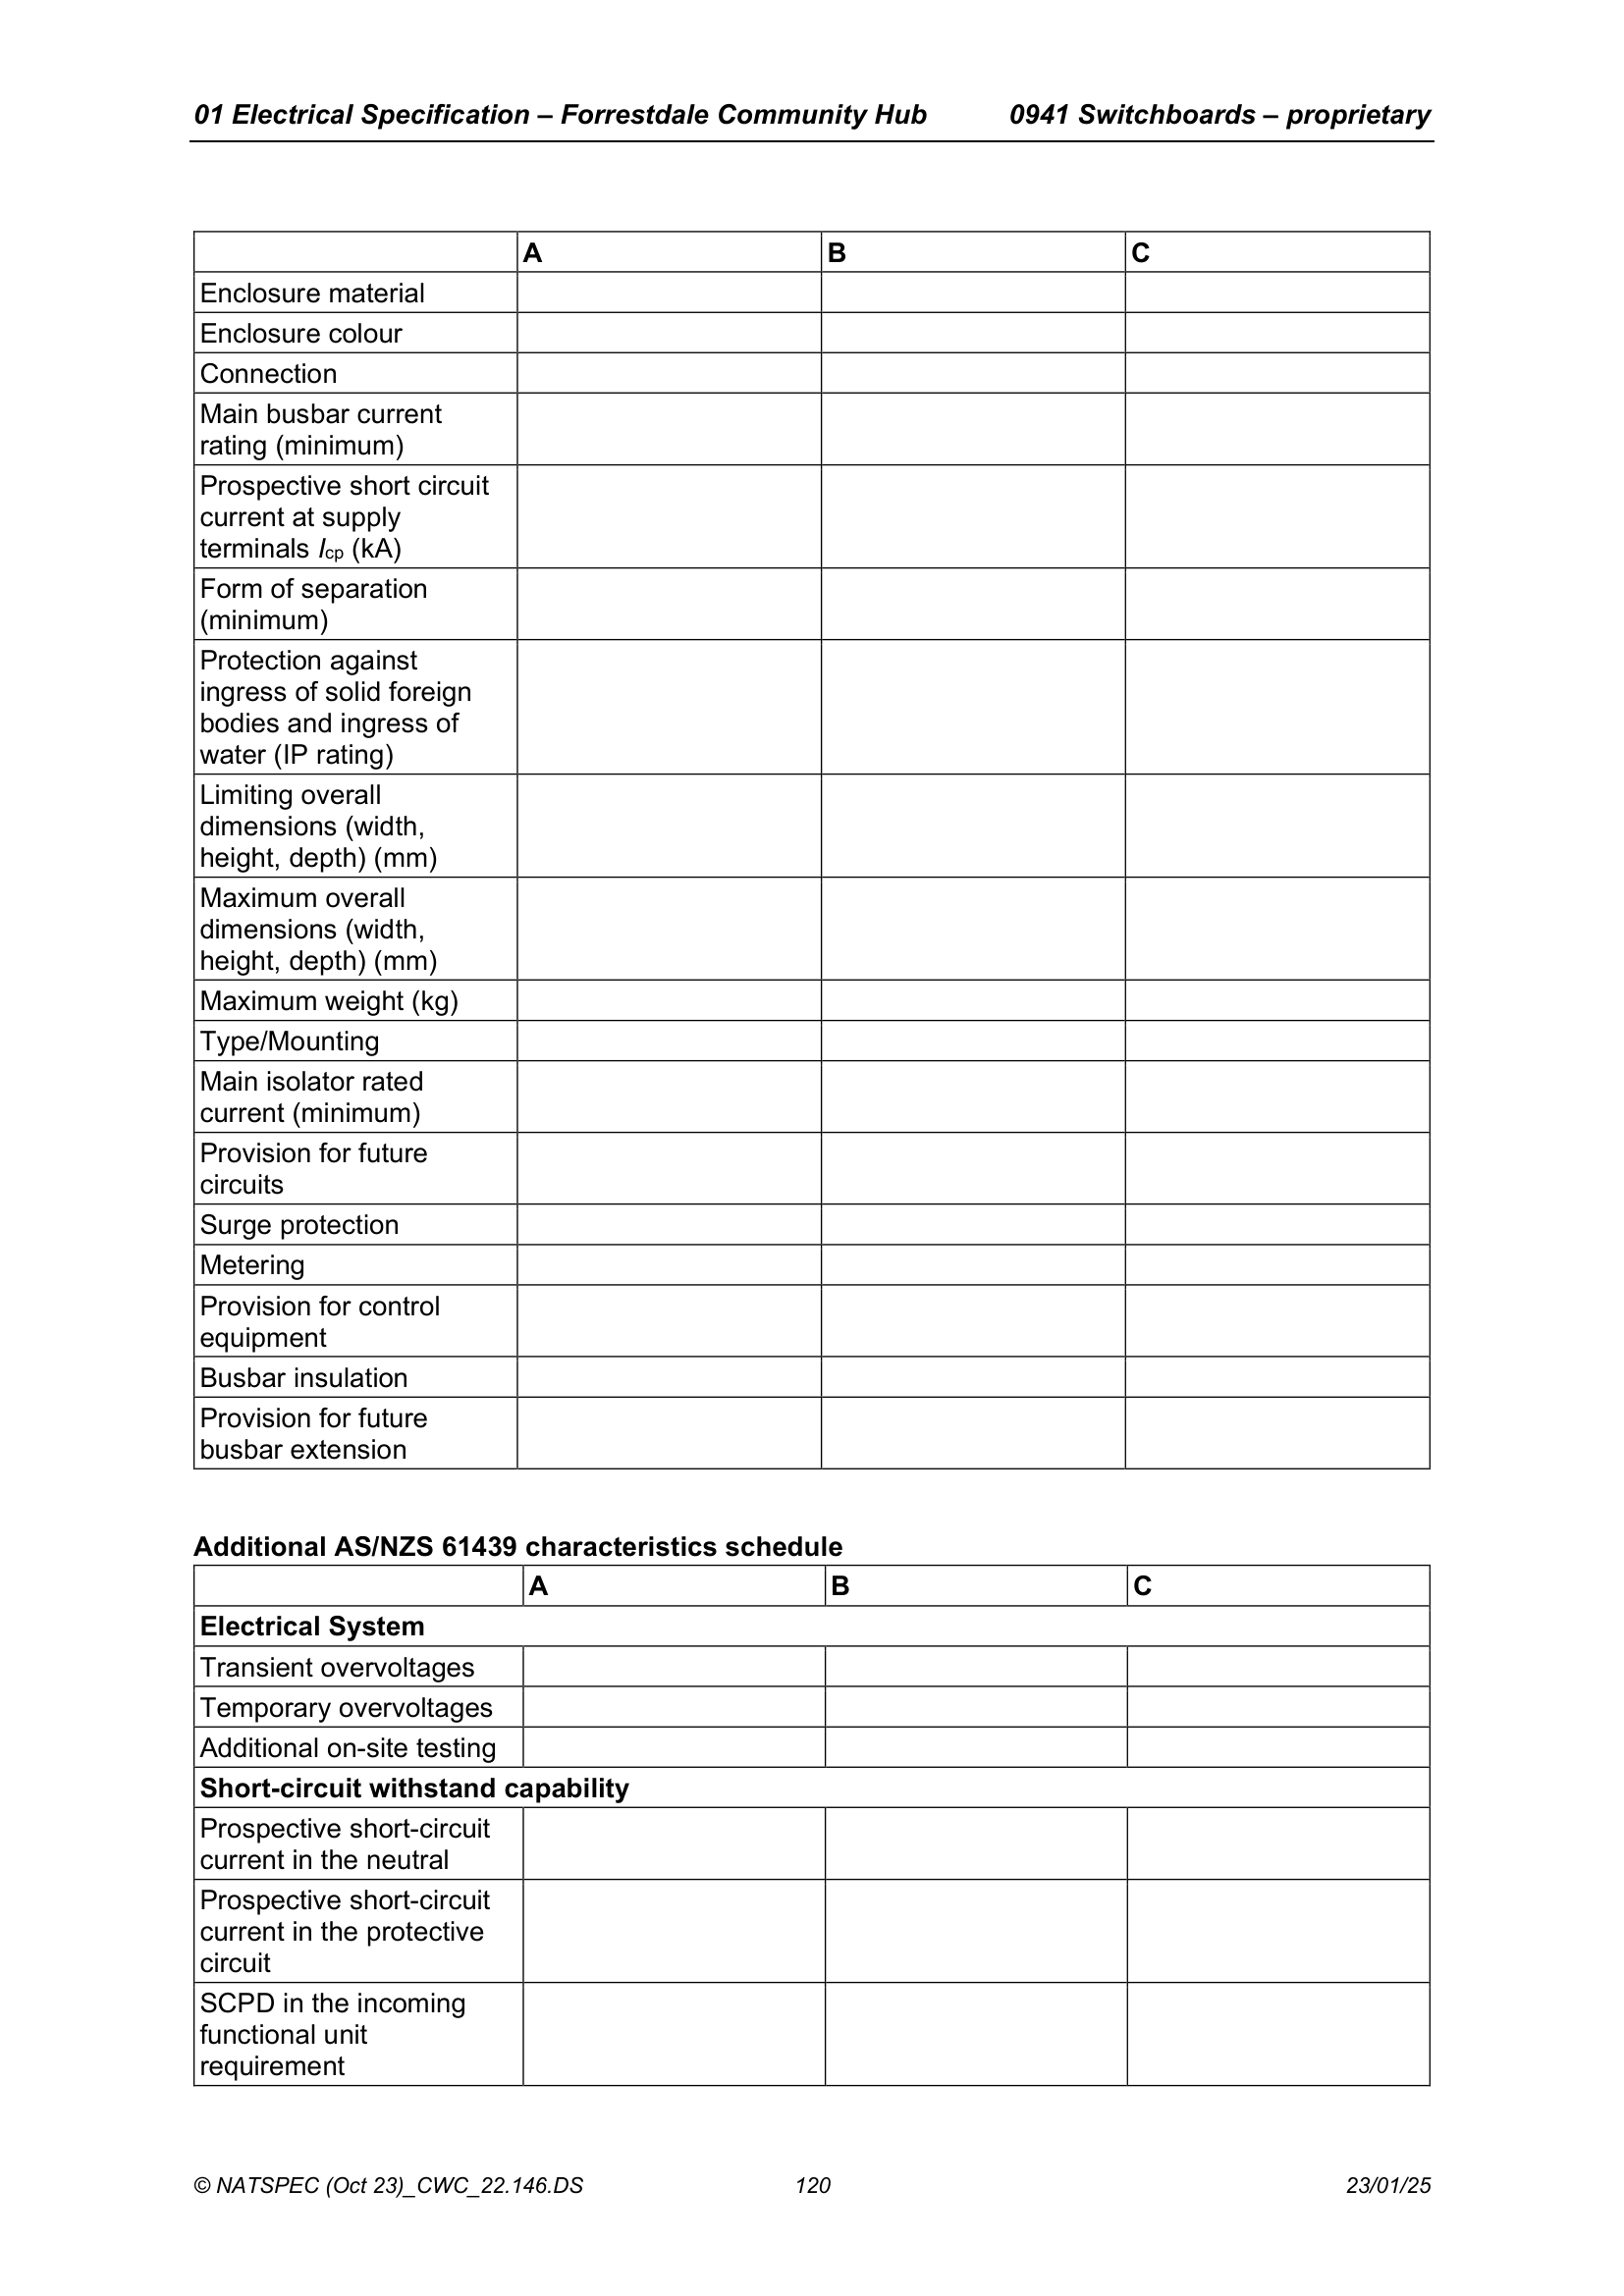 01 Electrical Specification – Forrestdale Community Hub 0941 Switchboards – proprietary
A B C
Enclosure material
Enclosure colour
Connection
Main busbar current
rating (minimum)
Prospective short circuit
current at supply
terminals Icp (kA)
Form of separation
(minimum)
Protection against
ingress of solid foreign
bodies and ingress of
water (IP rating)
Limiting overall
dimensions (width,
height, depth) (mm)
Maximum overall
dimensions (width,
height, depth) (mm)
Maximum weight (kg)
Type/Mounting
Main isolator rated
current (minimum)
Provision for future
circuits
Surge protection
Metering
Provision for control
equipment
Busbar insulation
Provision for future
busbar extension
Additional AS/NZS 61439 characteristics schedule
A B C
Electrical System
Transient overvoltages
Temporary overvoltages
Additional on-site testing
Short-circuit withstand capability
Prospective short-circuit
current in the neutral
Prospective short-circuit
current in the protective
circuit
SCPD in the incoming
functional unit
requirement
© NATSPEC (Oct 23)_CWC_22.146.DS 120 23/01/25